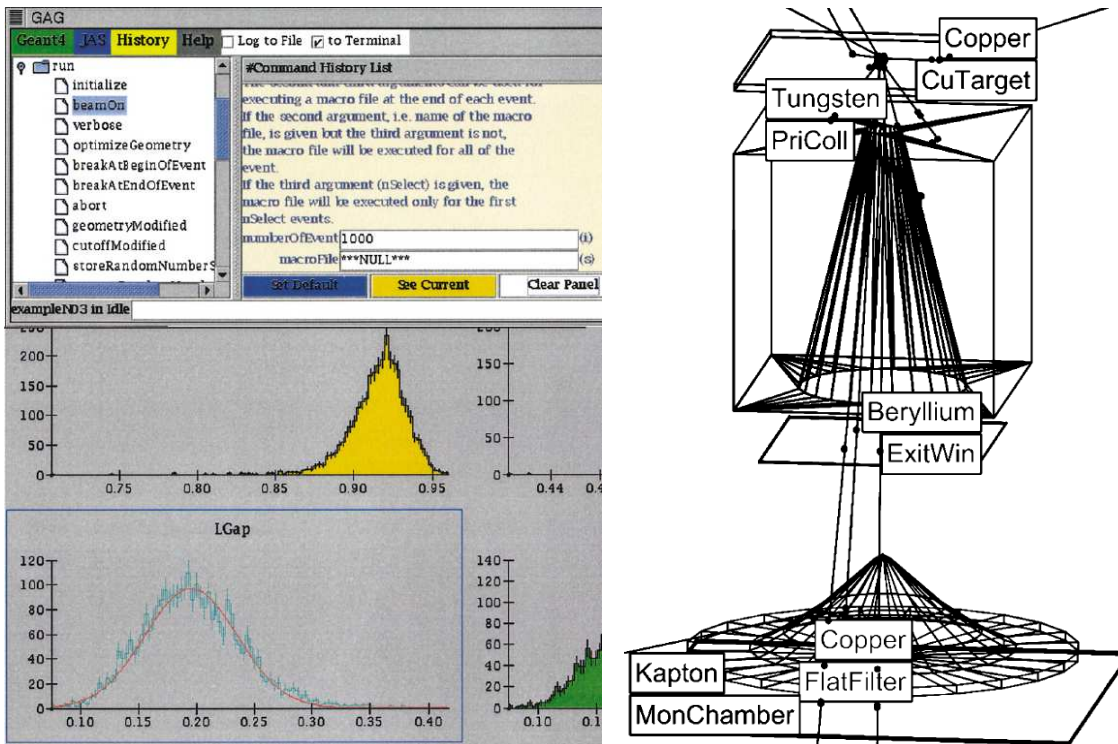 GAG
Geant4 JAS History Help Log to File to Terminal
run
initialize
beamOn
verbose
optimizeGeometry
breakAtBeginOfEvent
breakAtEndOfEvent
abort
geometryModified
cutoffModified
storeRandomNumberS
#Command History List
executing a macro file at the end of each event.
If the second argument, i.e. name of the macro
file, is given but the third argument is not,
the macro file will be executed for all of the
event.
If the third argument (nSelect) is given, the
macro file will be executed only for the first
nSelect events.
numberOfEvent 1000 (i)
macroFile ***NULL*** (s)
Set Default See Current Clear Panel
exampleND3 in Idle
200
150
100
50
0
0.75 0.80 0.85 0.90 0.95
150
100
50
0
0.44
LGap
120
100
80
60
40
20
0
0.10 0.15 0.20 0.25 0.30 0.35 0.40
140
120
100
80
60
40
20
0
0.10
Copper
CuTarget
Tungsten
PriColl
Beryllium
ExitWin
Copper
Kapton
FlatFilter
MonChamber